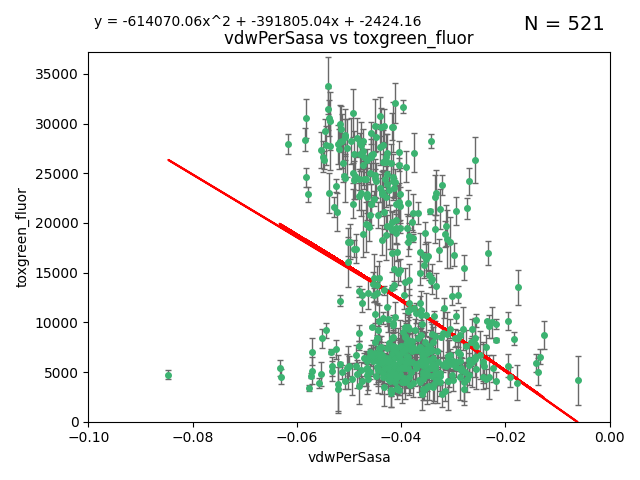 y = -614070.06x^2 + -391805.04x + -2424.16
N = 521
vdwPerSasa vs toxgreen_fluor
35000
30000
25000
20000
15000
10000
5000
0
toxgreen_fluor
−0.10
−0.08
−0.06
−0.04
−0.02
0.00
vdwPerSasa